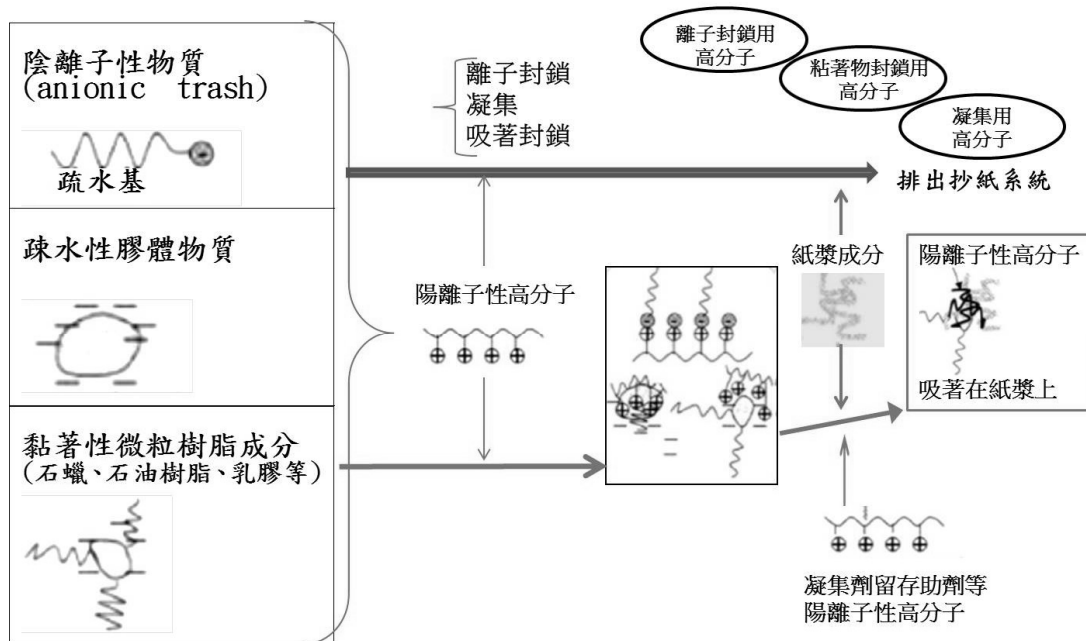 陰離子性物質
(anionic trash)
疏水基
疎水性膠體物質
黏著性微粒樹脂成分
(石蠟、石油樹脂、乳膠等)
離子封鎖
凝集
吸著封鎖
陽離子性高分子
離子封鎖用
高分子
粘著物封鎖用
高分子
凝集用
高分子
排出抄紙系統
紙漿成分
陽離子性高分子
吸著在紙漿上
凝集劑留存助劑等
陽離子性高分子